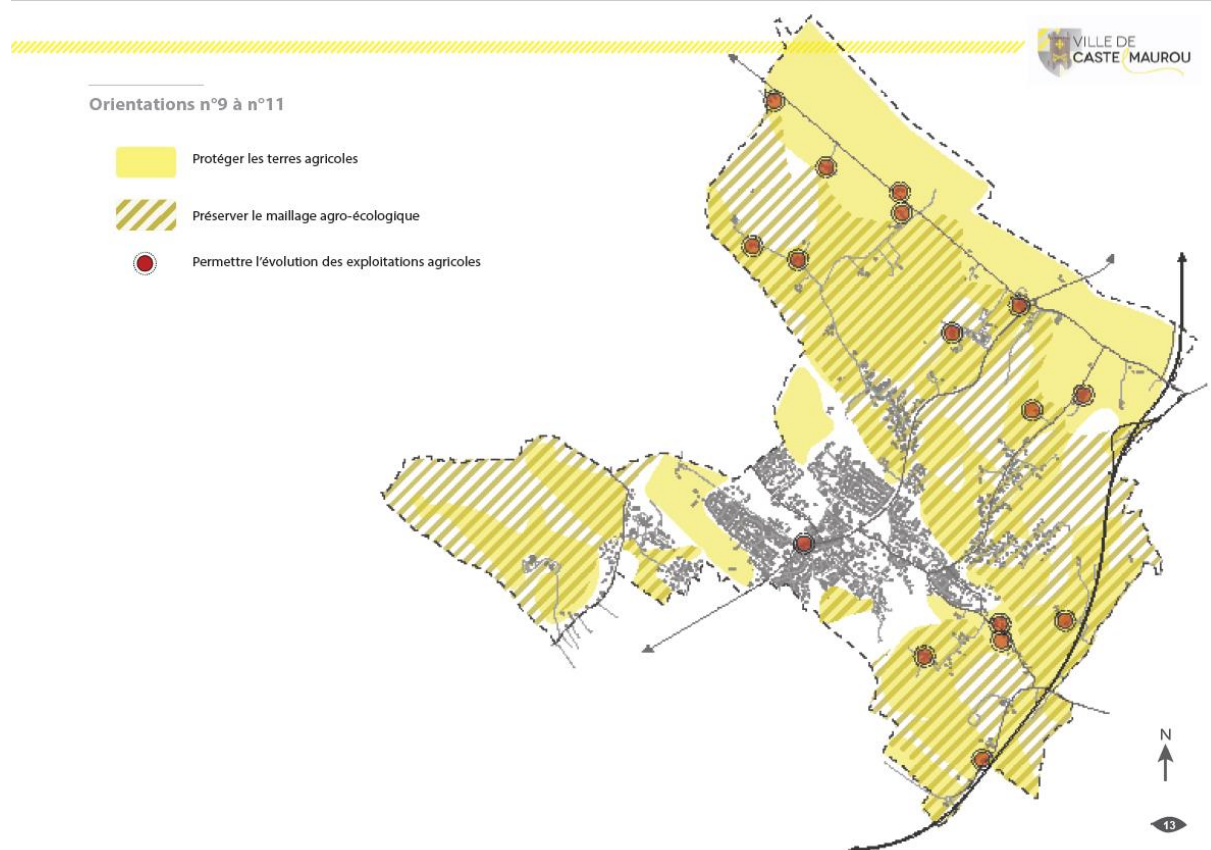 VILLE DE
CASTELMAUROU
Orientations n°9 à n°11
Protéger les terres agricoles
Préserver le maillage agro-écologique
Permettre l'évolution des exploitations agricoles
N
13